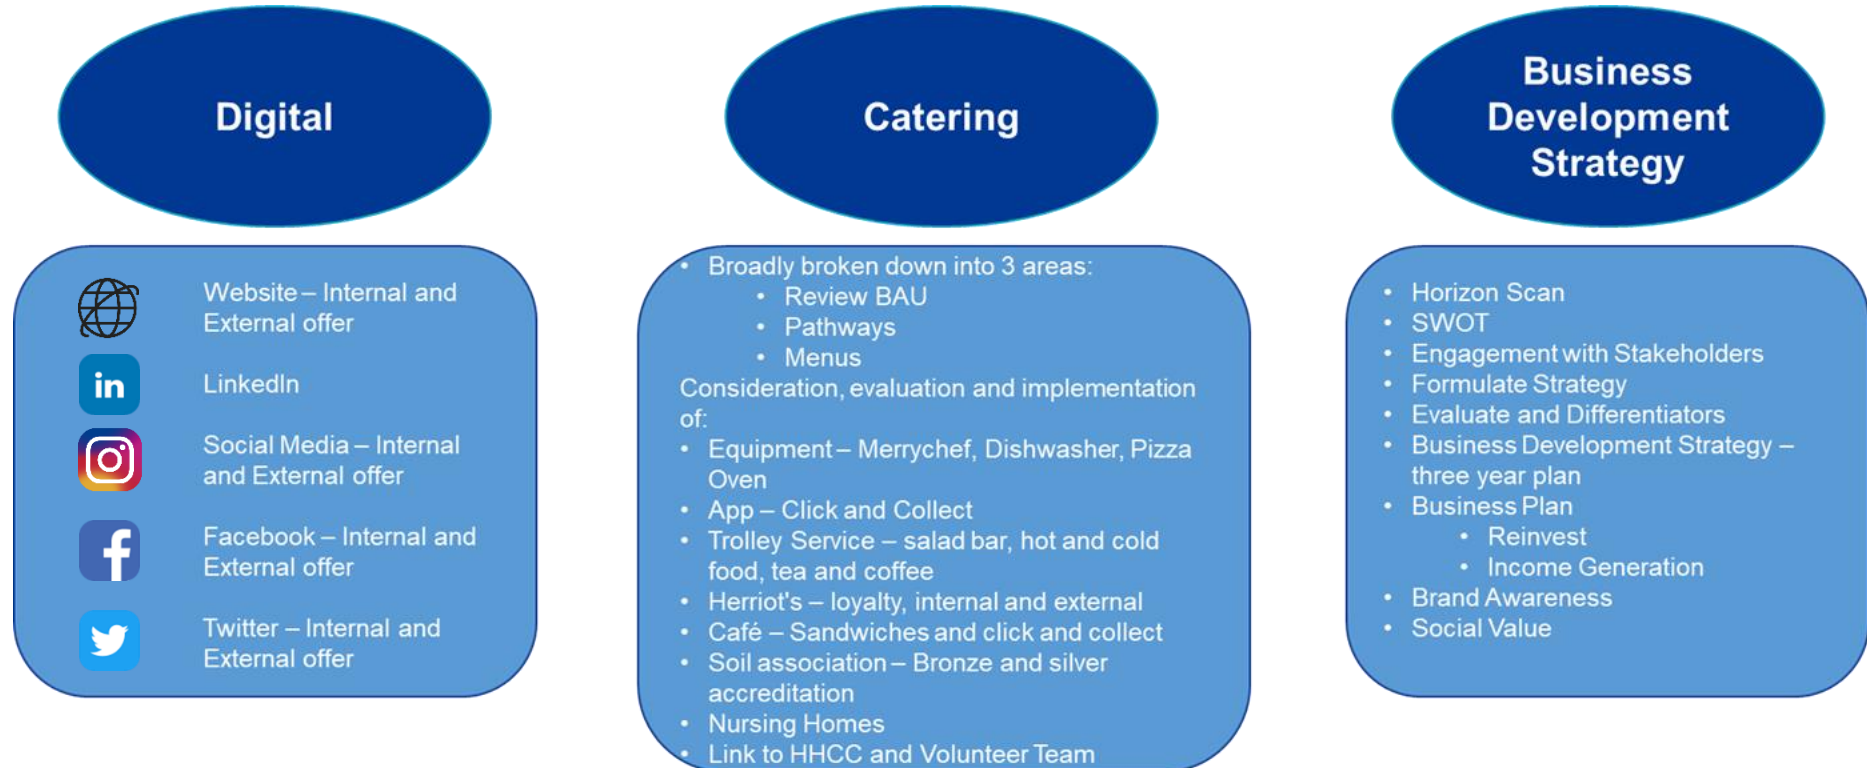 Digital
Website – Internal and
External offer
in
LinkedIn
Social Media – Internal
and External offer
f
Facebook – Internal and
External offer
Twitter – Internal and
External offer
Catering
• Broadly broken down into 3 areas:
• Review BAU
• Pathways
• Menus
Consideration, evaluation and implementation
of:
• Equipment – Merrychef, Dishwasher, Pizza
Oven
• App – Click and Collect
• Trolley Service – salad bar, hot and cold
food, tea and coffee
• Herriot's – loyalty, internal and external
• Café – Sandwiches and click and collect
• Soil association – Bronze and silver
accreditation
• Nursing Homes
• Link to HHCC and Volunteer Team
Business
Development
Strategy
• Horizon Scan
• SWOT
• Engagement with Stakeholders
• Formulate Strategy
• Evaluate and Differentiators
• Business Development Strategy –
three year plan
• Business Plan
• Reinvest
• Income Generation
• Brand Awareness
• Social Value